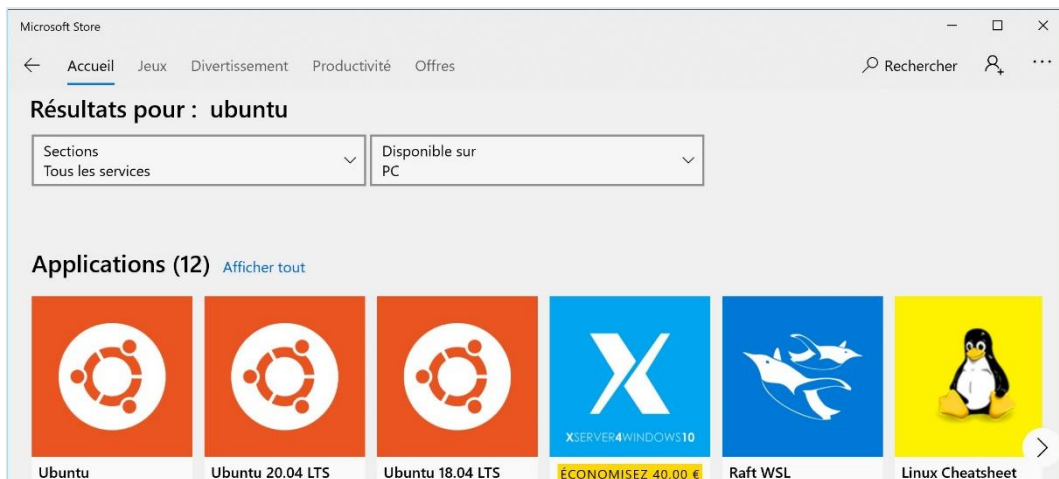 Microsoft Store
Accueil Jeux Divertissement Productivité Offres Rechercher
Résultats pour : ubuntu
Sections
Tous les services
Disponible sur
PC
Applications (12) Afficher tout
XSERVER4WINDOWS10
Ubuntu
Ubuntu 20.04 LTS
Ubuntu 18.04 LTS
ÉCONOMISEZ 40,00 €
Raft WSL
Linux Cheatsheet